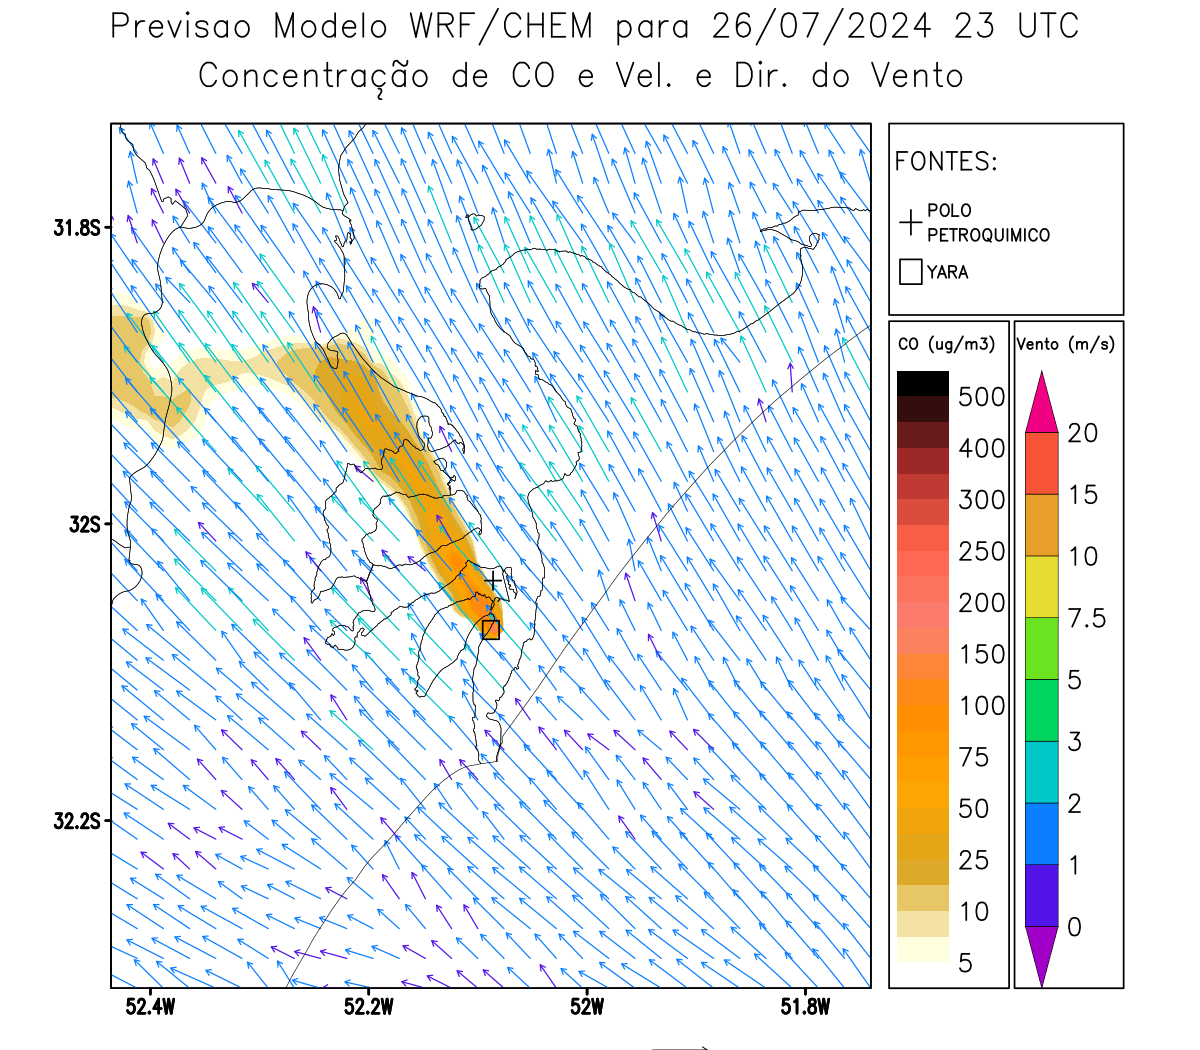 Previsao Modelo WRF/CHEM para 26/07/2024 23 UTC
Concentração de CO e Vel. e Dir. do Vento
FONTES:
POLO
PETROQUIMICO
YARA
CO (ug/m3)
500
400
300
250
200
150
100
75
50
25
10
5
Vento (m/s)
20
15
10
7.5
5
3
2
1
0
31.8S
32S
32.2S
52.4W
52.2W
52W
51.8W